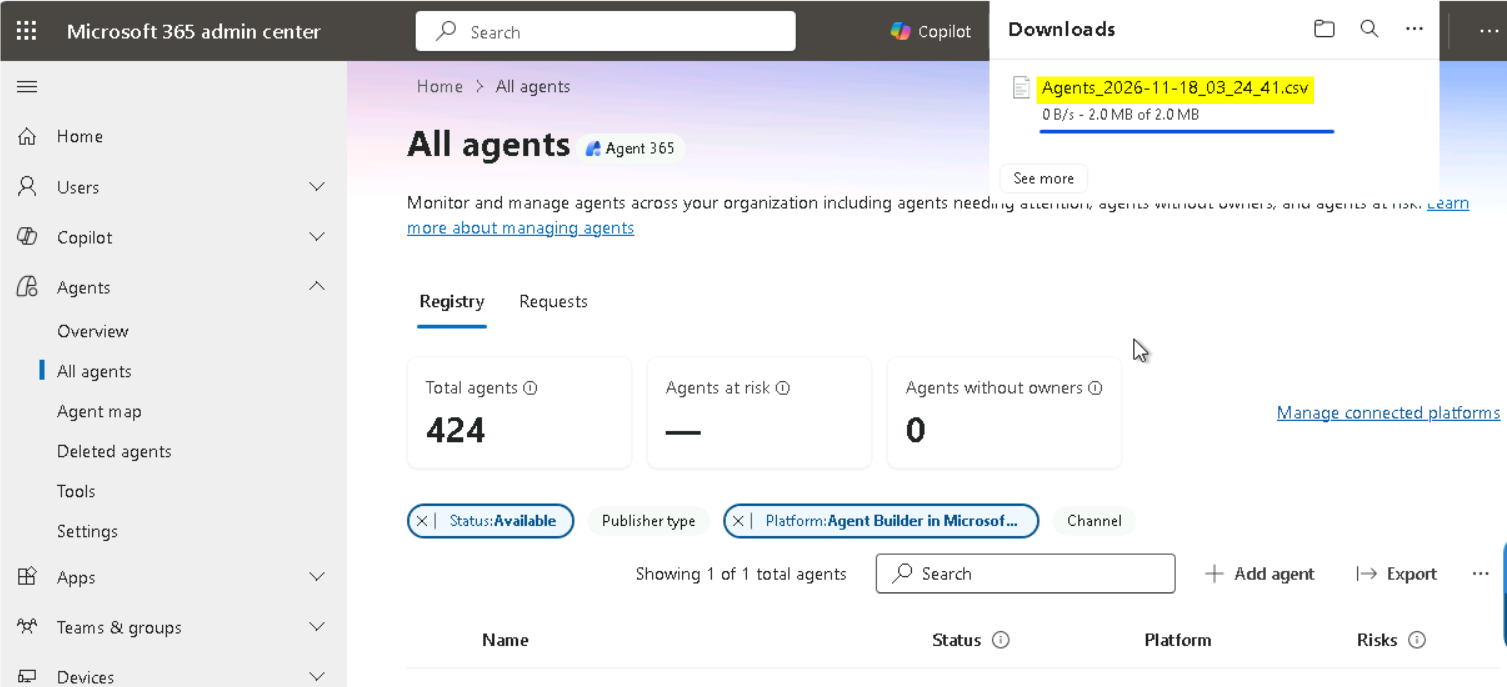 Microsoft 365 admin center
Search
Copilot
Downloads
Agents_2026-11-18_03_24_41.csv
0 B/s - 2.0 MB of 2.0 MB
See more
Home
Users
Copilot
Agents
Overview
All agents
Agent map
Deleted agents
Tools
Settings
Apps
Teams & groups
Devices
Home > All agents
All agents
Agent 365
Monitor and manage agents across your organization including agents needing attention, agents without owners, and agents at risk. Learn
more about managing agents
Registry Requests
Total agents
424
Agents at risk
—
Agents without owners
0
Manage connected platforms
Status:Available
Publisher type
Platform:Agent Builder in Microsof...
Channel
Showing 1 of 1 total agents
Search
Add agent
Export
Name Status Platform Risks